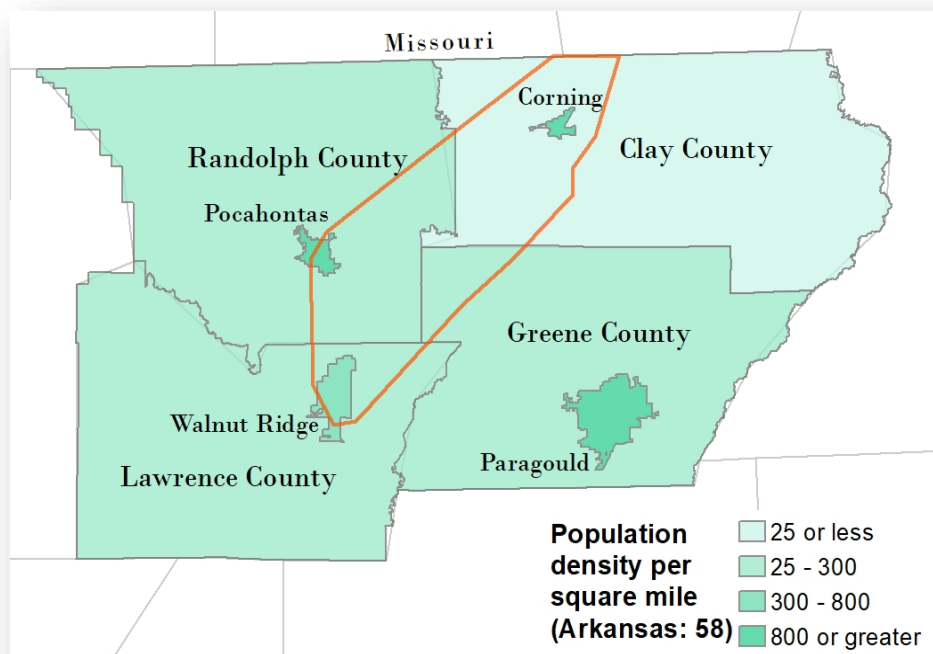 Missouri
Corning
Randolph County
Clay County
Pocahontas
Greene County
Walnut Ridge
Paragould
Lawrence County
Population
density per
square mile
(Arkansas: 58)
25 or less
25 - 300
300 - 800
800 or greater